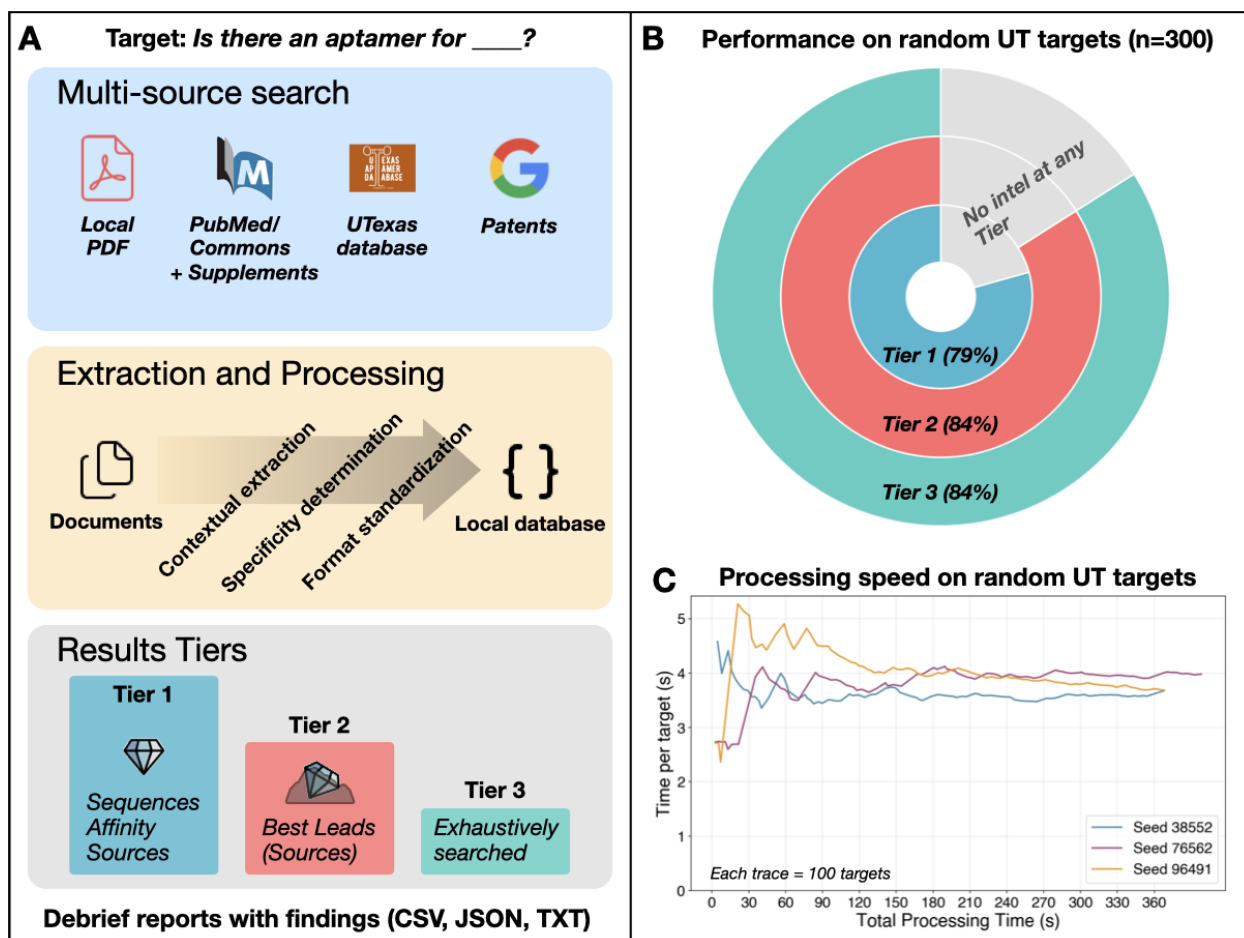 A
Target: Is there an aptamer for ____?
Multi-source search
M
U EXAS
AP T AMER
DA ABASE
Local
PDF
PubMed/
Commons
+ Supplements
UTexas
database
Patents
Extraction and Processing
Documents
Contextual extraction
Specificity determination
Format standardization
{ }
Local database
Results Tiers
Tier 1
Sequences
Affinity
Sources
Tier 2
Best Leads
(Sources)
Tier 3
Exhaustively
searched
Debrief reports with findings (CSV, JSON, TXT)
B
Performance on random UT targets (n=300)
No intel at any
Tier
Tier 1 (79%)
Tier 2 (84%)
Tier 3 (84%)
C
Processing speed on random UT targets
Time per target (s)
5
4
3
2
1
0
Seed 38552
Seed 76562
Seed 96491
Each trace = 100 targets
0 30 60 90 120 150 180 210 240 270 300 330 360
Total Processing Time (s)